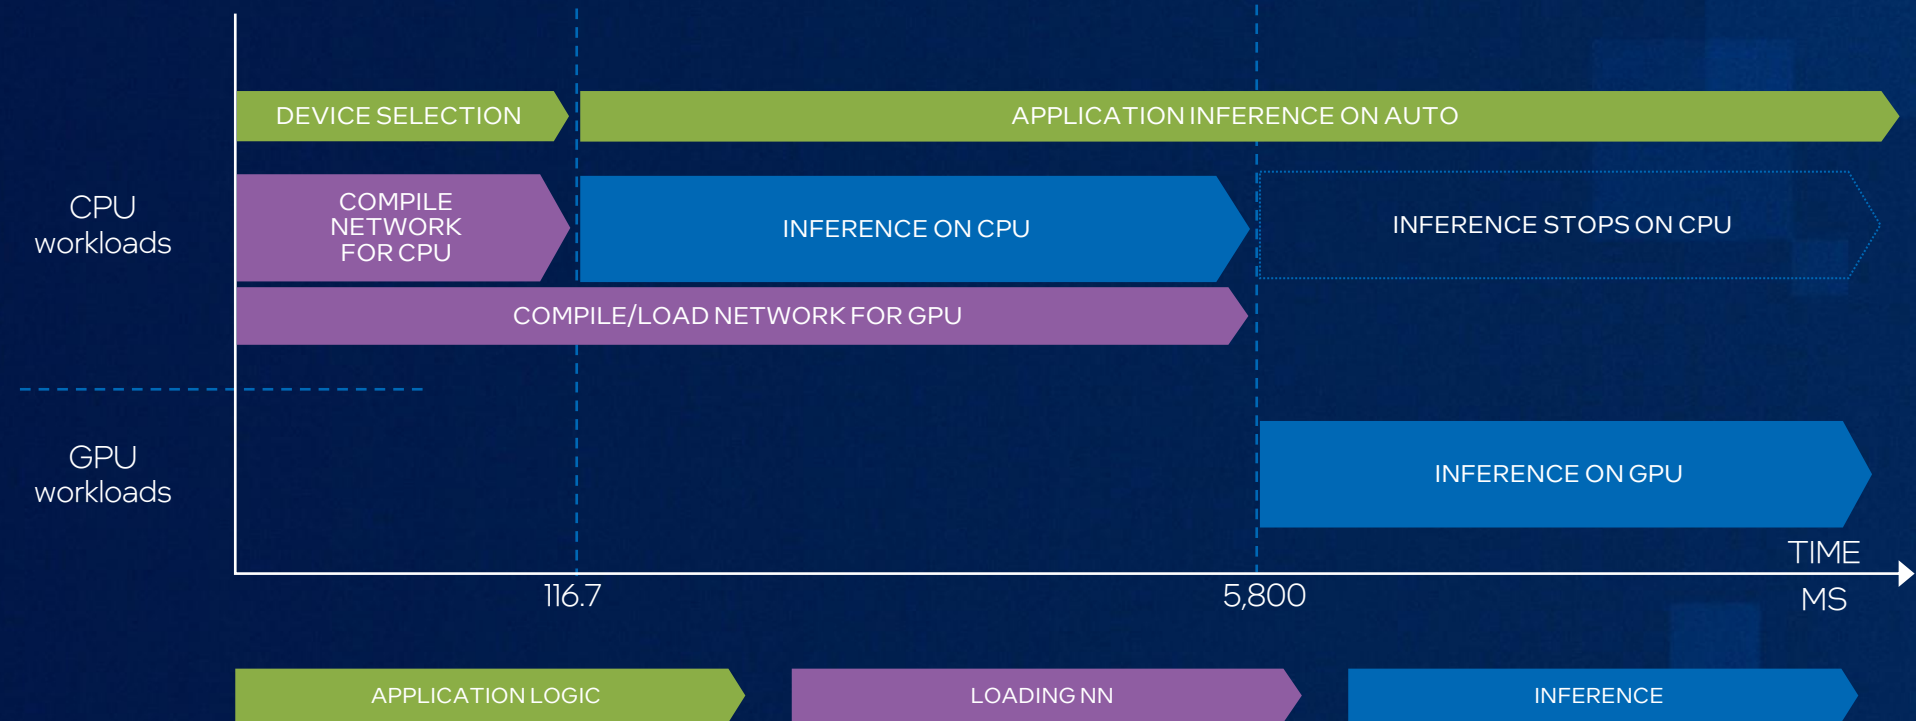 DEVICE SELECTION
APPLICATION INFERENCE ON AUTO
CPU
workloads
COMPILE
NETWORK
FOR CPU
INFERENCE ON CPU
INFERENCE STOPS ON CPU
COMPILE/LOAD NETWORK FOR GPU
GPU
workloads
INFERENCE ON GPU
TIME
116.7
5,800
MS
APPLICATION LOGIC
LOADING NN
INFERENCE